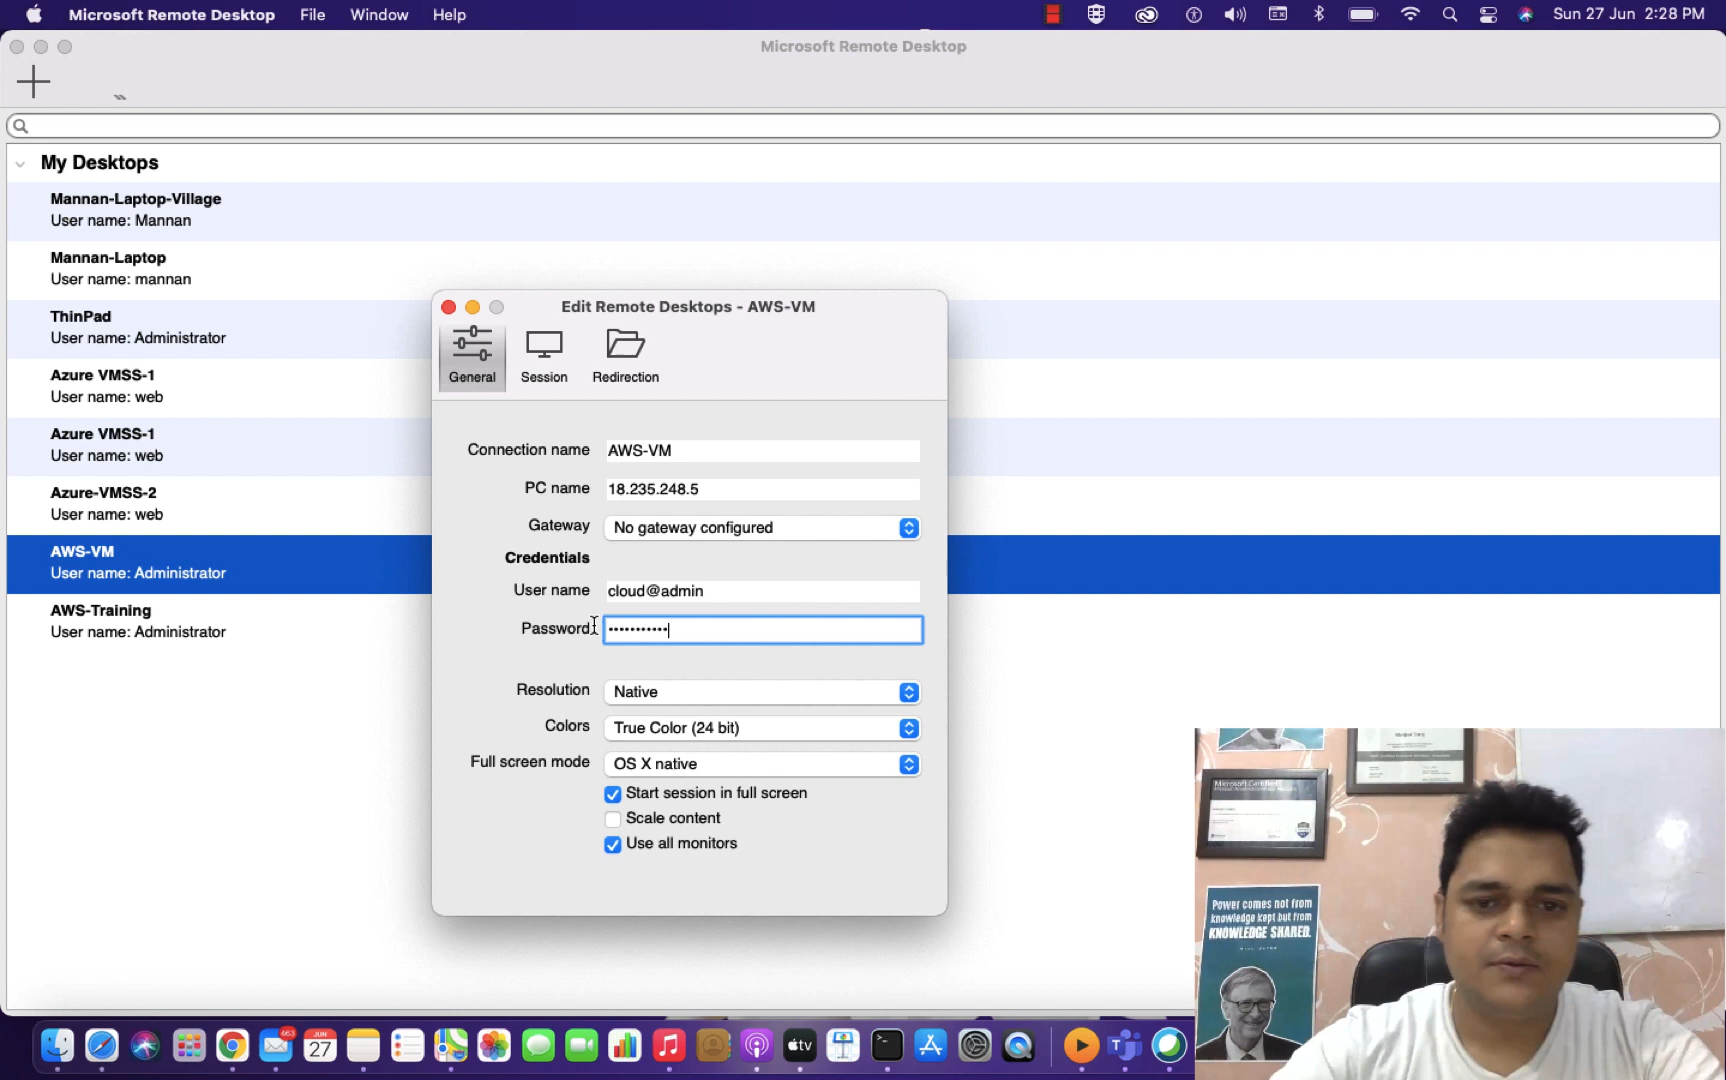 Microsoft Remote Desktop File Window Help
Sun 27 Jun 2:28 PM
Microsoft Remote Desktop
My Desktops
Mannan-Laptop-Village
User name: Mannan
Mannan-Laptop
User name: mannan
ThinPad
User name: Administrator
Azure VMSS-1
User name: web
Azure VMSS-1
User name: web
Azure-VMSS-2
User name: web
AWS-VM
User name: Administrator
AWS-Training
User name: Administrator
Edit Remote Desktops - AWS-VM
General Session Redirection
Connection name AWS-VM
PC name 18.235.248.5
Gateway No gateway configured
Credentials
User name cloud@admin
Password •••••••••••
Resolution Native
Colors True Color (24 bit)
Full screen mode OS X native
Start session in full screen
Scale content
Use all monitors
Power comes not from
knowledge kept but from
KNOWLEDGE SHARED.
463
JUN
27
tv